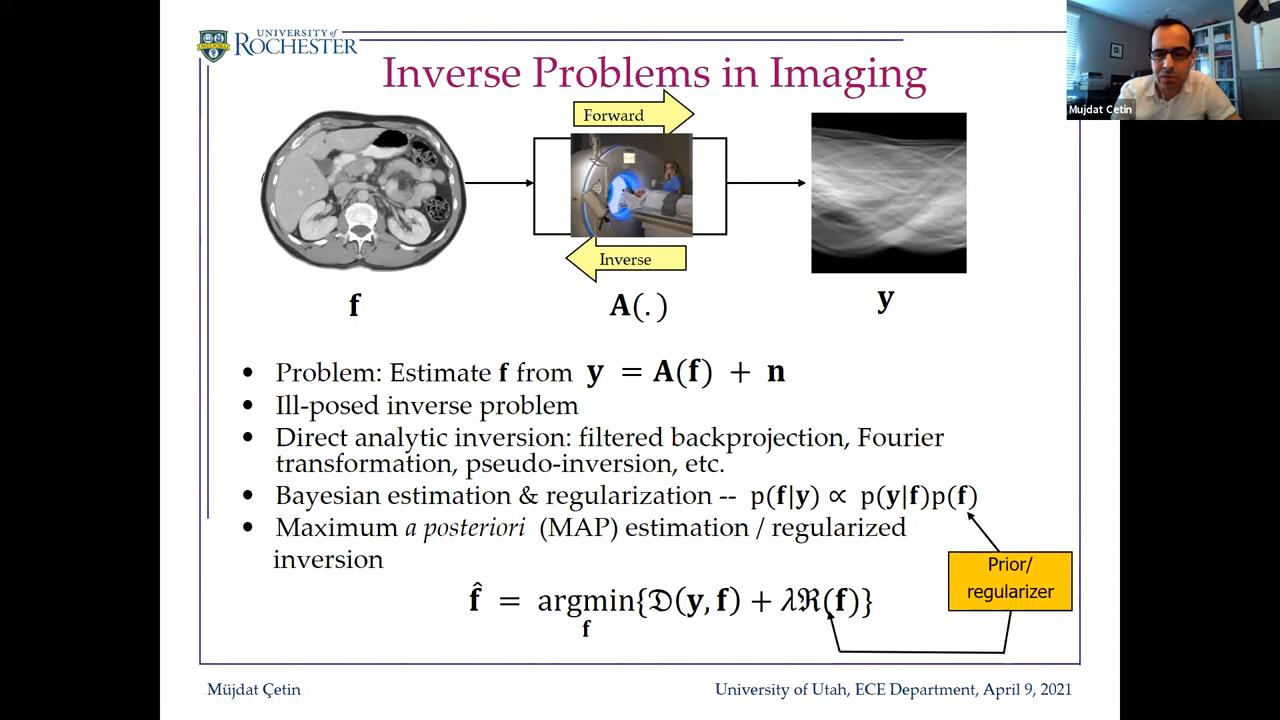 UNIVERSITY of
ROCHESTER
Inverse Problems in Imaging
Mujdat Cetin
Forward
Inverse
f
A(.)
y
• Problem: Estimate f from y = A(f) + n
• Ill-posed inverse problem
• Direct analytic inversion: filtered backprojection, Fourier
transformation, pseudo-inversion, etc.
• Bayesian estimation & regularization -- p(f|y) ∝ p(y|f)p(f)
• Maximum a posteriori (MAP) estimation / regularized
inversion
Prior/
regularizer
f̂ = argmin{𝔇(y, f) + λℜ(f)}
f
Müjdat Çetin
University of Utah, ECE Department, April 9, 2021